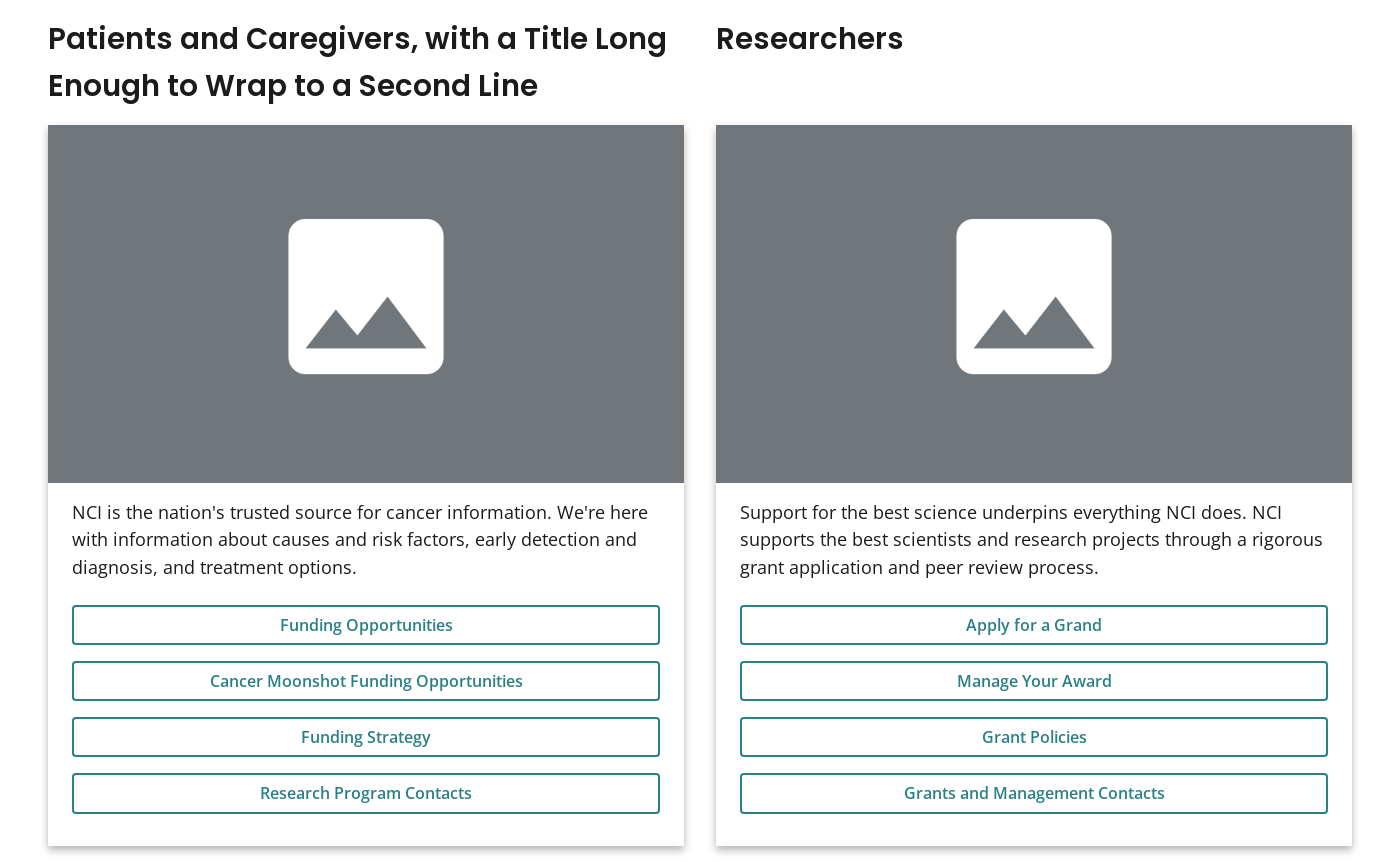 Patients and Caregivers, with a Title Long
Enough to Wrap to a Second Line
NCI is the nation's trusted source for cancer information. We're here
with information about causes and risk factors, early detection and
diagnosis, and treatment options.
Funding Opportunities
Cancer Moonshot Funding Opportunities
Funding Strategy
Research Program Contacts
Researchers
Support for the best science underpins everything NCI does. NCI
supports the best scientists and research projects through a rigorous
grant application and peer review process.
Apply for a Grand
Manage Your Award
Grant Policies
Grants and Management Contacts